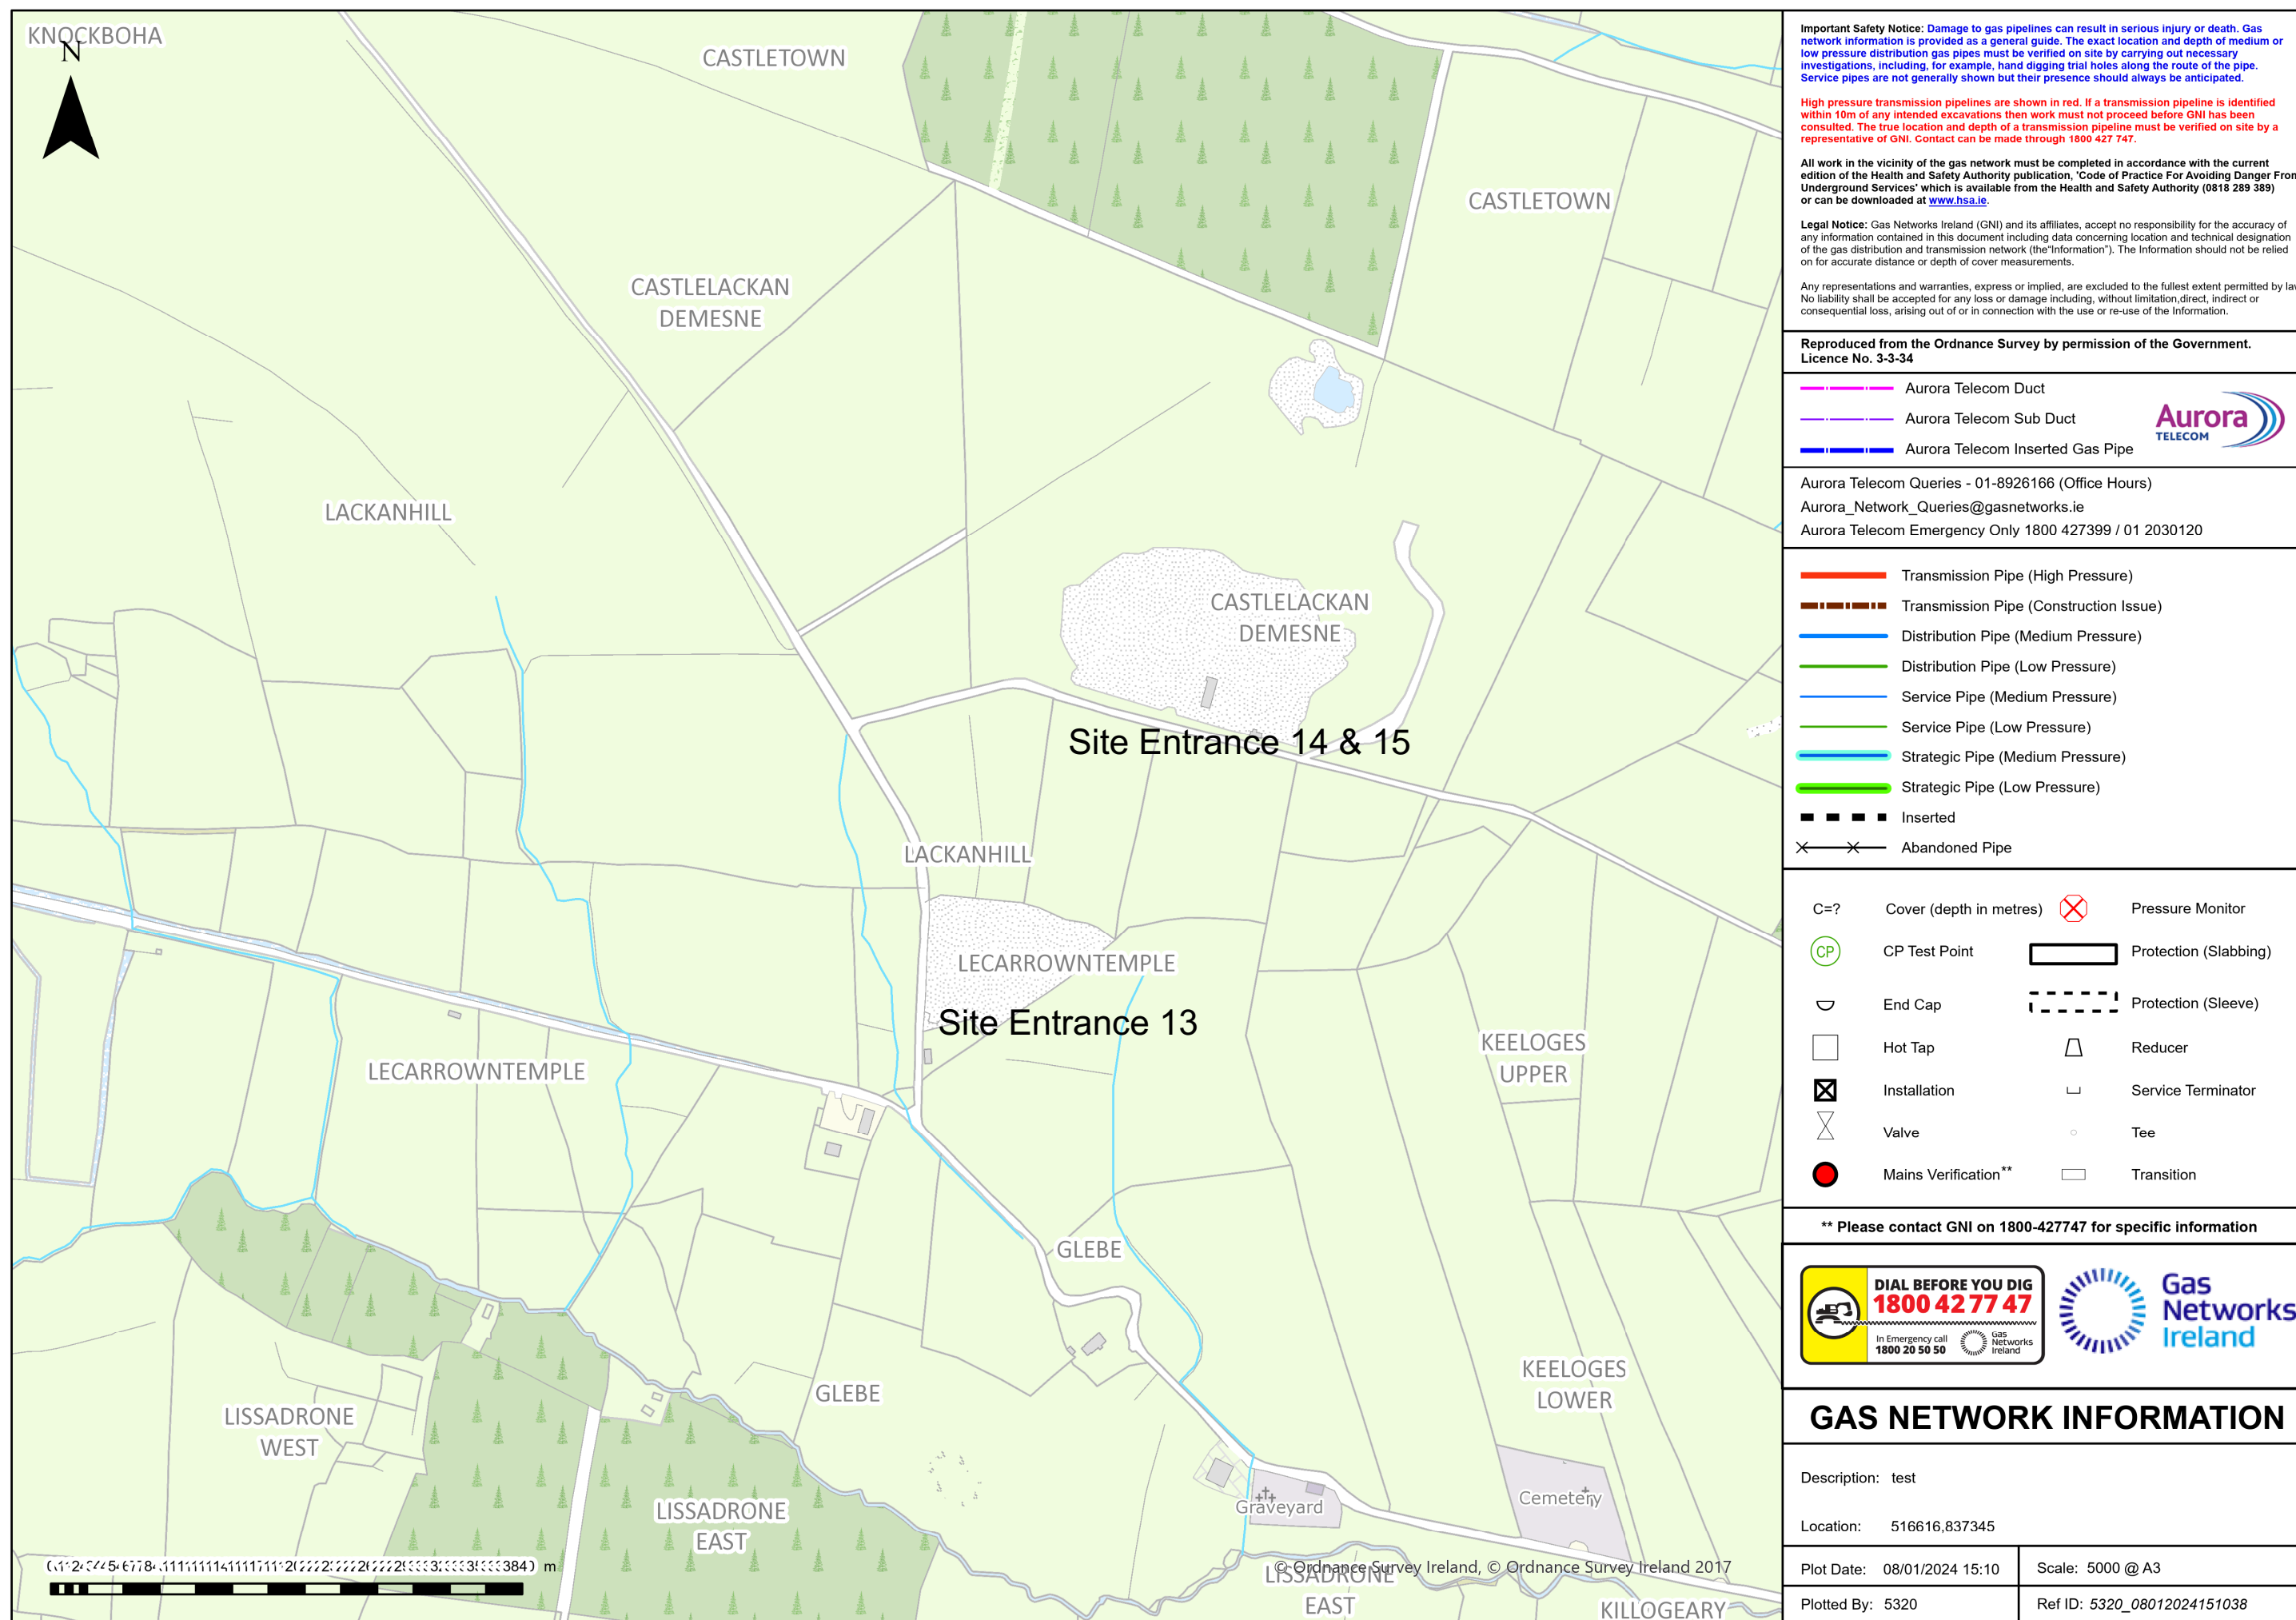 KNOCKBOHA
N
CASTLETOWN
CASTLETOWN
CASTLELACKAN
DEMESNE
LACKANHILL
CASTLELACKAN
DEMESNE
Site Entrance 14 & 15
LACKANHILL
LECARROWNTEMPLE
Site Entrance 13
LECARROWNTEMPLE
KEELOGES
UPPER
GLEBE
GLEBE
KEELOGES
LOWER
LISSADRONE
WEST
LISSADRONE
EAST
Graveyard
Cemetery
m
© Ordnance Survey Ireland, © Ordnance Survey Ireland 2017
LISSADRONE
EAST
KILLOGEARY
Important Safety Notice: Damage to gas pipelines can result in serious injury or death. Gas
network information is provided as a general guide. The exact location and depth of medium or
low pressure distribution gas pipes must be verified on site by carrying out necessary
investigations, including, for example, hand digging trial holes along the route of the pipe.
Service pipes are not generally shown but their presence should always be anticipated.
High pressure transmission pipelines are shown in red. If a transmission pipeline is identified
within 10m of any intended excavations then work must not proceed before GNI has been
consulted. The true location and depth of a transmission pipeline must be verified on site by a
representative of GNI. Contact can be made through 1800 427 747.
All work in the vicinity of the gas network must be completed in accordance with the current
edition of the Health and Safety Authority publication, 'Code of Practice For Avoiding Danger From
Underground Services' which is available from the Health and Safety Authority (0818 289 389)
or can be downloaded at www.hsa.ie.
Legal Notice: Gas Networks Ireland (GNI) and its affiliates, accept no responsibility for the accuracy of
any information contained in this document including data concerning location and technical designation
of the gas distribution and transmission network (the“Information”). The Information should not be relied
on for accurate distance or depth of cover measurements.
Any representations and warranties, express or implied, are excluded to the fullest extent permitted by
No liability shall be accepted for any loss or damage including, without limitation,direct, indirect or
consequential loss, arising out of or in connection with the use or re-use of the Information.
Reproduced from the Ordnance Survey by permission of the Government.
Licence No. 3-3-34
Aurora Telecom Duct
Aurora Telecom Sub Duct
Aurora Telecom Inserted Gas Pipe
Aurora
TELECOM
Aurora Telecom Queries - 01-8926166 (Office Hours)
Aurora_Network_Queries@gasnetworks.ie
Aurora Telecom Emergency Only 1800 427399 / 01 2030120
Transmission Pipe (High Pressure)
Transmission Pipe (Construction Issue)
Distribution Pipe (Medium Pressure)
Distribution Pipe (Low Pressure)
Service Pipe (Medium Pressure)
Service Pipe (Low Pressure)
Strategic Pipe (Medium Pressure)
Strategic Pipe (Low Pressure)
Inserted
Abandoned Pipe
C=? Cover (depth in metres) Pressure Monitor
CP CP Test Point Protection (Slabbing)
End Cap Protection (Sleeve)
Hot Tap Reducer
Installation Service Terminator
Valve Tee
Mains Verification** Transition
** Please contact GNI on 1800-427747 for specific information
DIAL BEFORE YOU DIG
1800 42 77 47
In Emergency call
1800 20 50 50
Gas
Networks
Ireland
Gas
Networks
Ireland
GAS NETWORK INFORMATION
Description: test
Location: 516616,837345
Plot Date: 08/01/2024 15:10 Scale: 5000 @ A3
Plotted By: 5320 Ref ID: 5320_08012024151038